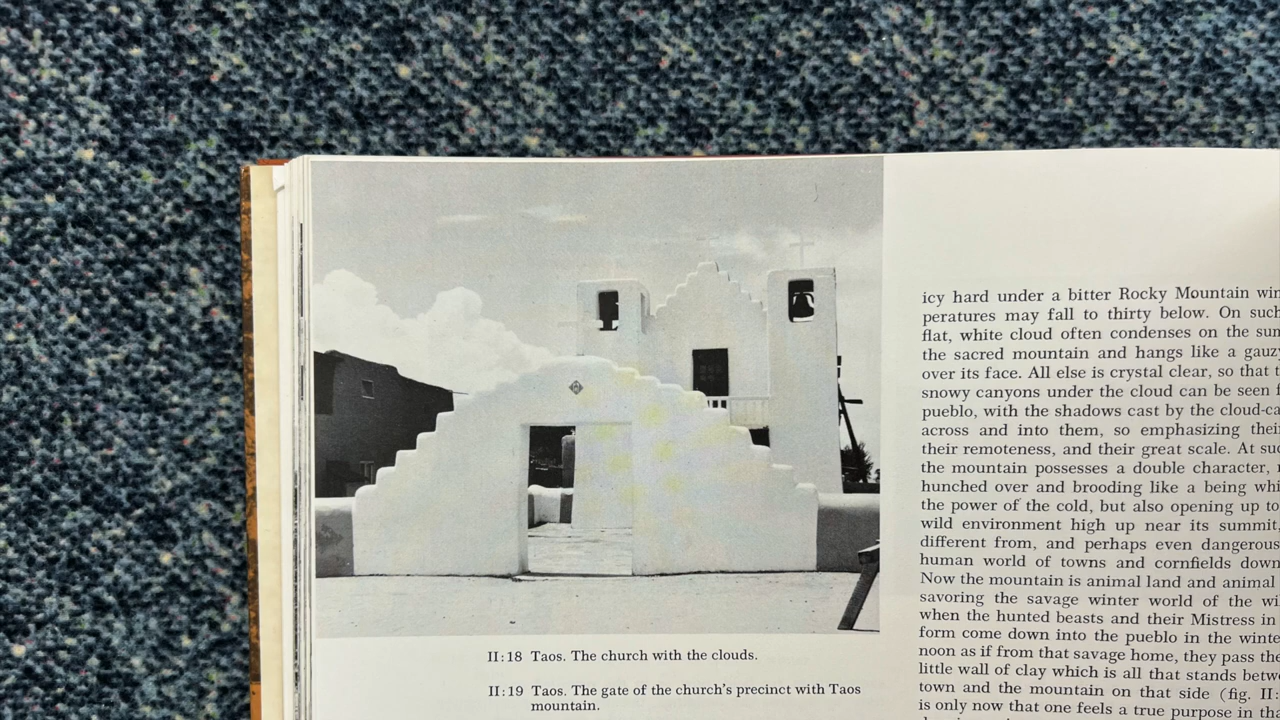 II:18 Taos. The church with the clouds.
II:19 Taos. The gate of the church's precinct with Taos
mountain.
icy hard under a bitter Rocky Mountain
peratures may fall to thirty below. On such
flat, white cloud often condenses on the
the sacred mountain and hangs like a gauzy
over its face. All else is crystal clear, so that
snowy canyons under the cloud can be seen
pueblo, with the shadows cast by the
across and into them, so emphasizing their
their remoteness, and their great scale. At such
the mountain possesses a double character,
hunched over and brooding like a being
the power of the cold, but also opening up to
wild environment high up near its summit
different from, and perhaps even dangerous
human world of towns and cornfields down
Now the mountain is animal land and animal
savoring the savage winter world of the
when the hunted beasts and their Mistress in
form come down into the pueblo in the
noon as if from that savage home, they pass the
little wall of clay which is all that stands
town and the mountain on that side (fig. II:
is only now that one feels a true purpose in